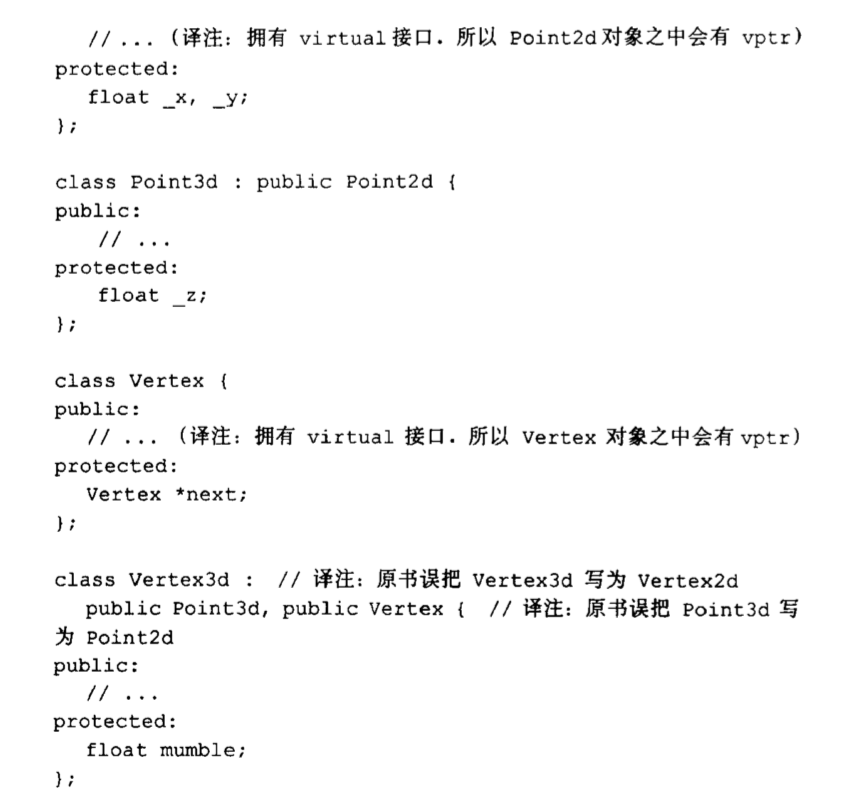 // ... (译注: 拥有 virtual 接口. 所以 Point2d 对象之中会有 vptr)
protected:
float _x, _y;
};
class Point3d : public Point2d {
public:
// ...
protected:
float _z;
};
class Vertex {
public:
// ... (译注: 拥有 virtual 接口. 所以 Vertex 对象之中会有 vptr)
protected:
Vertex *next;
};
class Vertex3d : // 译注: 原书误把 Vertex3d 写为 Vertex2d
public Point3d, public Vertex { // 译注: 原书误把 Point3d 写
为 Point2d
public:
// ...
protected:
float mumble;
};